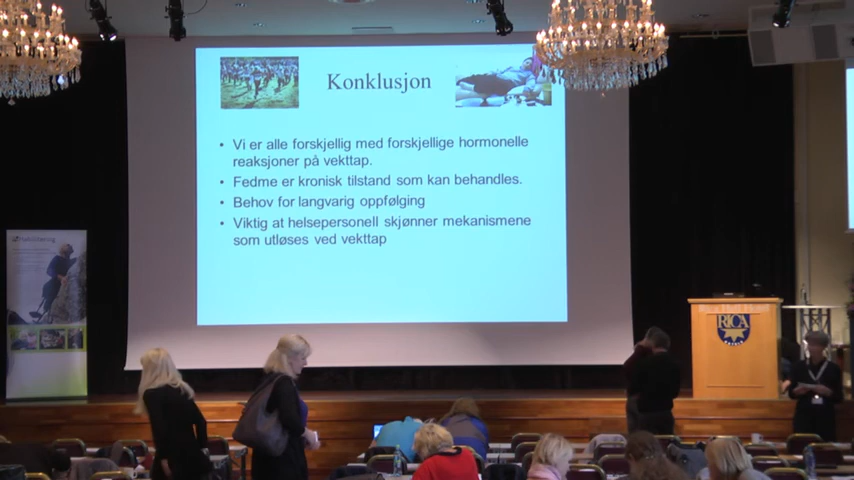 Konklusjon
• Vi er alle forskjellig med forskjellige hormonelle
reaksjoner på vekttap.
• Fedme er kronisk tilstand som kan behandles.
• Behov for langvarig oppfølging
• Viktig at helsepersonell skjønner mekanismene
som utløses ved vekttap
RICA